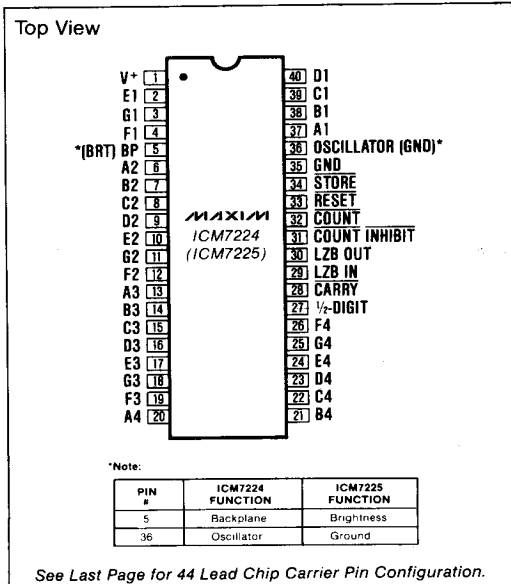 Top View
V+ 1
E1 2
G1 3
F1 4
*(BRT) BP 5
A2 6
B2 7
C2 8
D2 9
E2 10
G2 11
F2 12
A3 13
B3 14
C3 15
D3 16
E3 17
G3 18
F3 19
A4 20
MAXIM
ICM7224
(ICM7225)
40 D1
39 C1
38 B1
37 A1
36 OSCILLATOR (GND)*
35 GND
34 STORE
33 RESET
32 COUNT
31 COUNT INHIBIT
30 LZB OUT
29 LZB IN
28 CARRY
27 ½-DIGIT
26 F4
25 G4
24 E4
23 D4
22 C4
21 B4
*Note:
PIN # ICM7224 FUNCTION ICM7225 FUNCTION
5 Backplane Brightness
36 Oscillator Ground
See Last Page for 44 Lead Chip Carrier Pin Configuration.